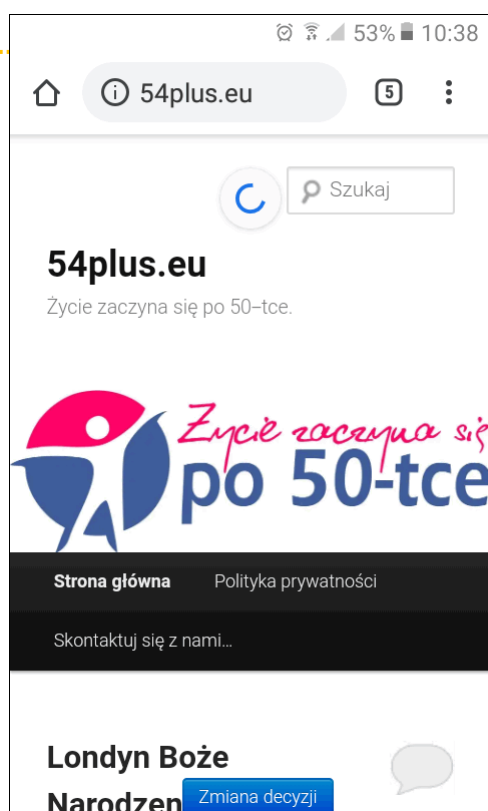 53% 10:38
54plus.eu 5
Szukaj
54plus.eu
Życie zaczyna się po 50-tce.
Życie zaczyna się
po 50-tce
Strona główna Polityka prywatności
Skontaktuj się z nami...
Londyn Boże
Narodzen
Zmiana decyzji